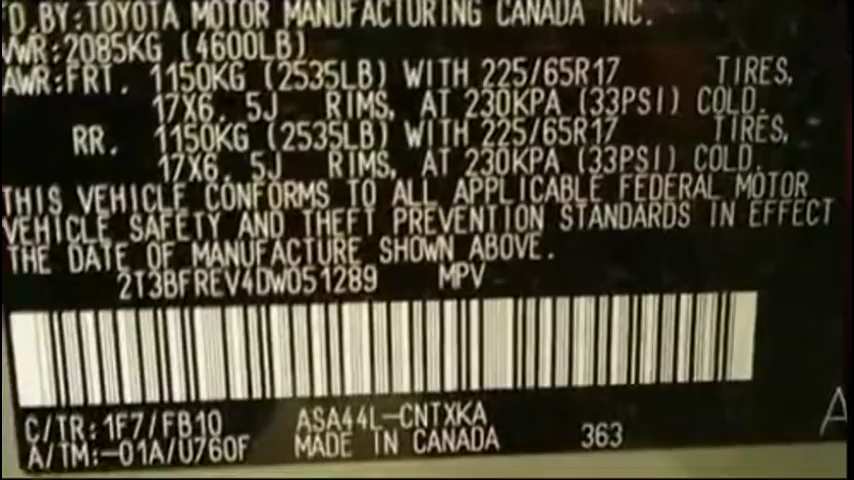 D.BY:TOYOTA MOTOR MANUFACTURING CANADA INC.
VWR:2085KG (4600LB)
AWR:FRT. 1150KG (2535LB) WITH 225/65R17 TIRES,
17X6.5J RIMS, AT 230KPA (33PSI) COLD.
RR. 1150KG (2535LB) WITH 225/65R17 TIRES,
17X6.5J RIMS, AT 230KPA (33PSI) COLD.
THIS VEHICLE CONFORMS TO ALL APPLICABLE FEDERAL MOTOR
VEHICLE SAFETY AND THEFT PREVENTION STANDARDS IN EFFECT
THE DATE OF MANUFACTURE SHOWN ABOVE.
2T3BFREV4DW051289 MPV
C/TR:1F7/FB10 ASA44L-CNTXKA
A/TM:-01A/U760F MADE IN CANADA 363
A